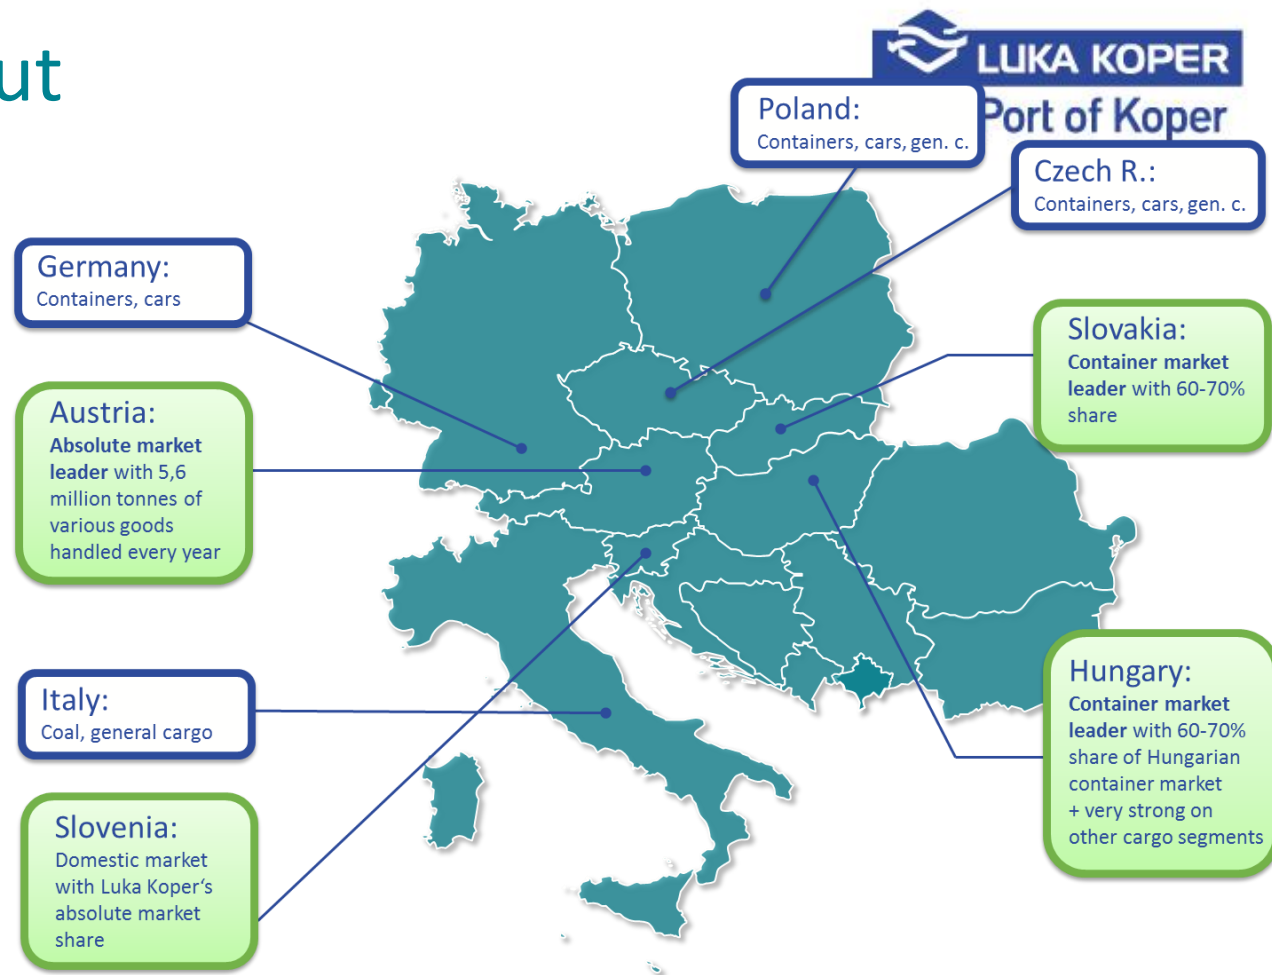 ut
LUKA KOPER
Port of Koper
Poland:
Containers, cars, gen. c.
Czech R.:
Containers, cars, gen. c.
Germany:
Containers, cars
Slovakia:
Container market
leader with 60-70%
share
Austria:
Absolute market
leader with 5,6
million tonnes of
various goods
handled every year
Italy:
Coal, general cargo
Hungary:
Container market
leader with 60-70%
share of Hungarian
container market
+ very strong on
other cargo segments
Slovenia:
Domestic market
with Luka Koper‘s
absolute market
share